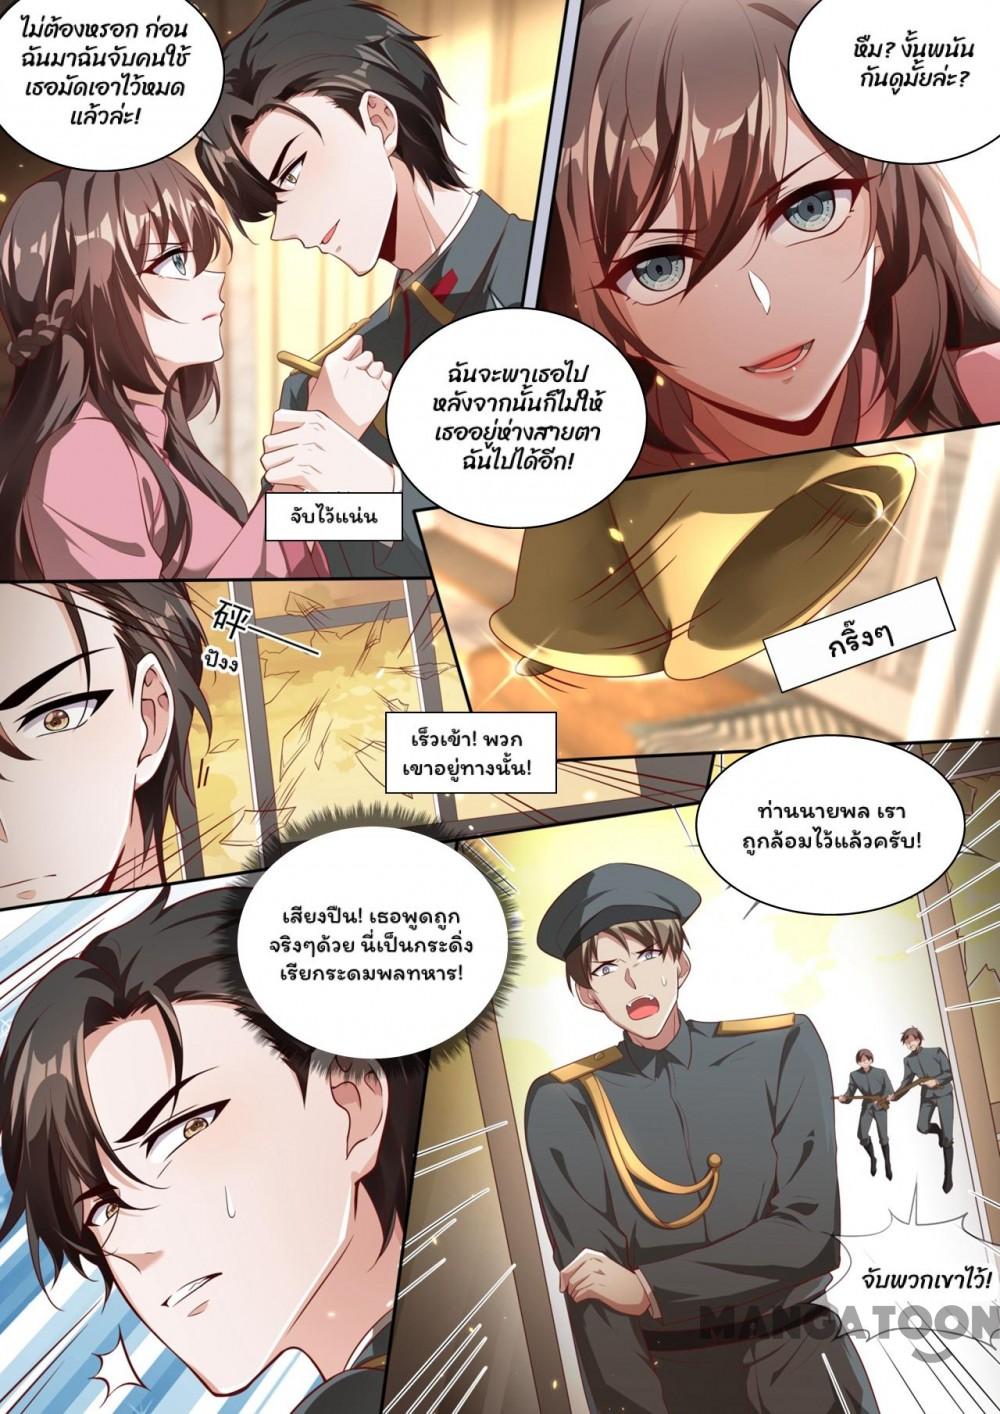 ไม่ต้องหรอก ก่อน
ฉันมาฉันจับคนใช้
เธอมัดเอาไว้หมด
แล้วล่ะ!
หืม? งั้นพนัน
กันดูมั้ยล่ะ?
ฉันจะพาเธอไป
หลังจากนั้นก็ไม่ให้
เธออยู่ห่างสายตา
ฉันไปได้อีก!
จับไว้แน่น
กริ๊งๆ
砰
ปังง
เร็วเข้า! พวก
เขาอยู่ทางนั้น!
ท่านนายพล เรา
ถูกล้อมไว้แล้วครับ!
เสียงปืน! เธอพูดถูก
จริงๆด้วย นี่เป็นกระดิ่ง
เรียกระดมพลทหาร!
จับพวกเขาไว้!
MANGATOON